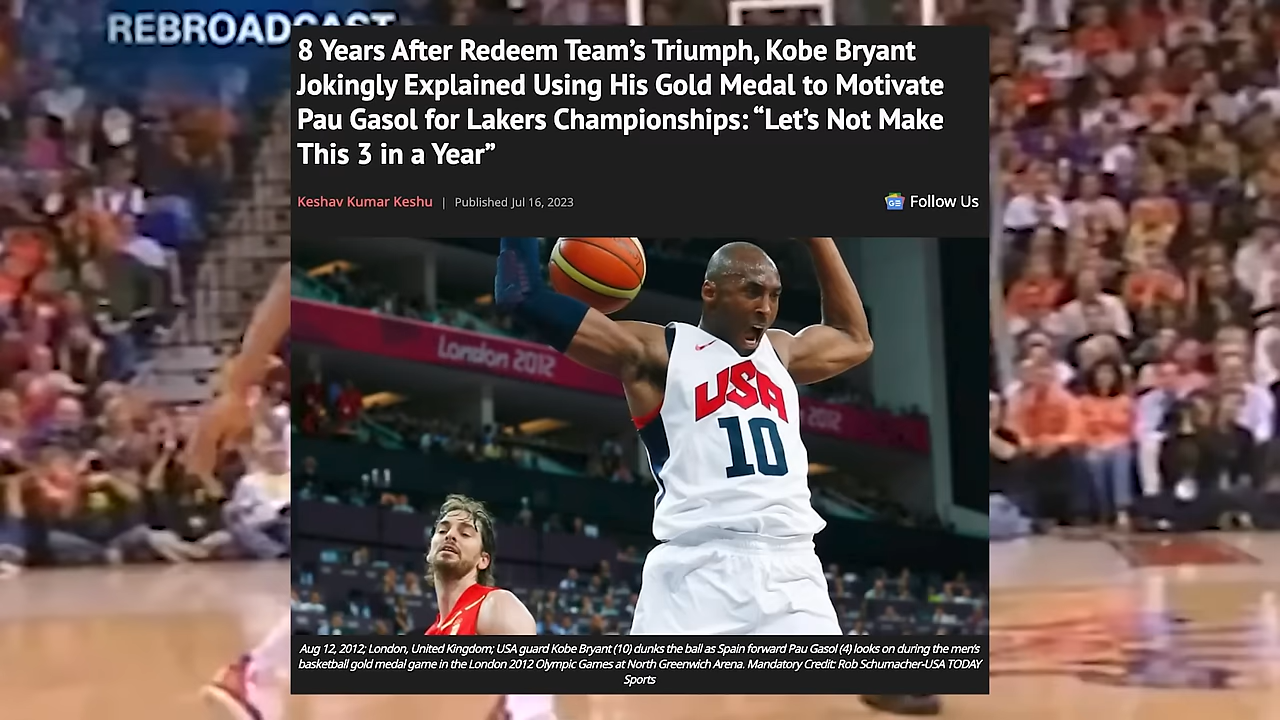 REBROADCAST
8 Years After Redeem Team's Triumph, Kobe Bryant
Jokingly Explained Using His Gold Medal to Motivate
Pau Gasol for Lakers Championships: “Let's Not Make
This 3 in a Year”
Keshav Kumar Keshu | Published Jul 16, 2023
GE Follow Us
London 2012
2012
USA
10
Aug 12, 2012; London, United Kingdom; USA guard Kobe Bryant (10) dunks the ball as Spain forward Pau Gasol (4) looks on during the men's
basketball gold medal game in the London 2012 Olympic Games at North Greenwich Arena. Mandatory Credit: Rob Schumacher-USA TODAY
Sports